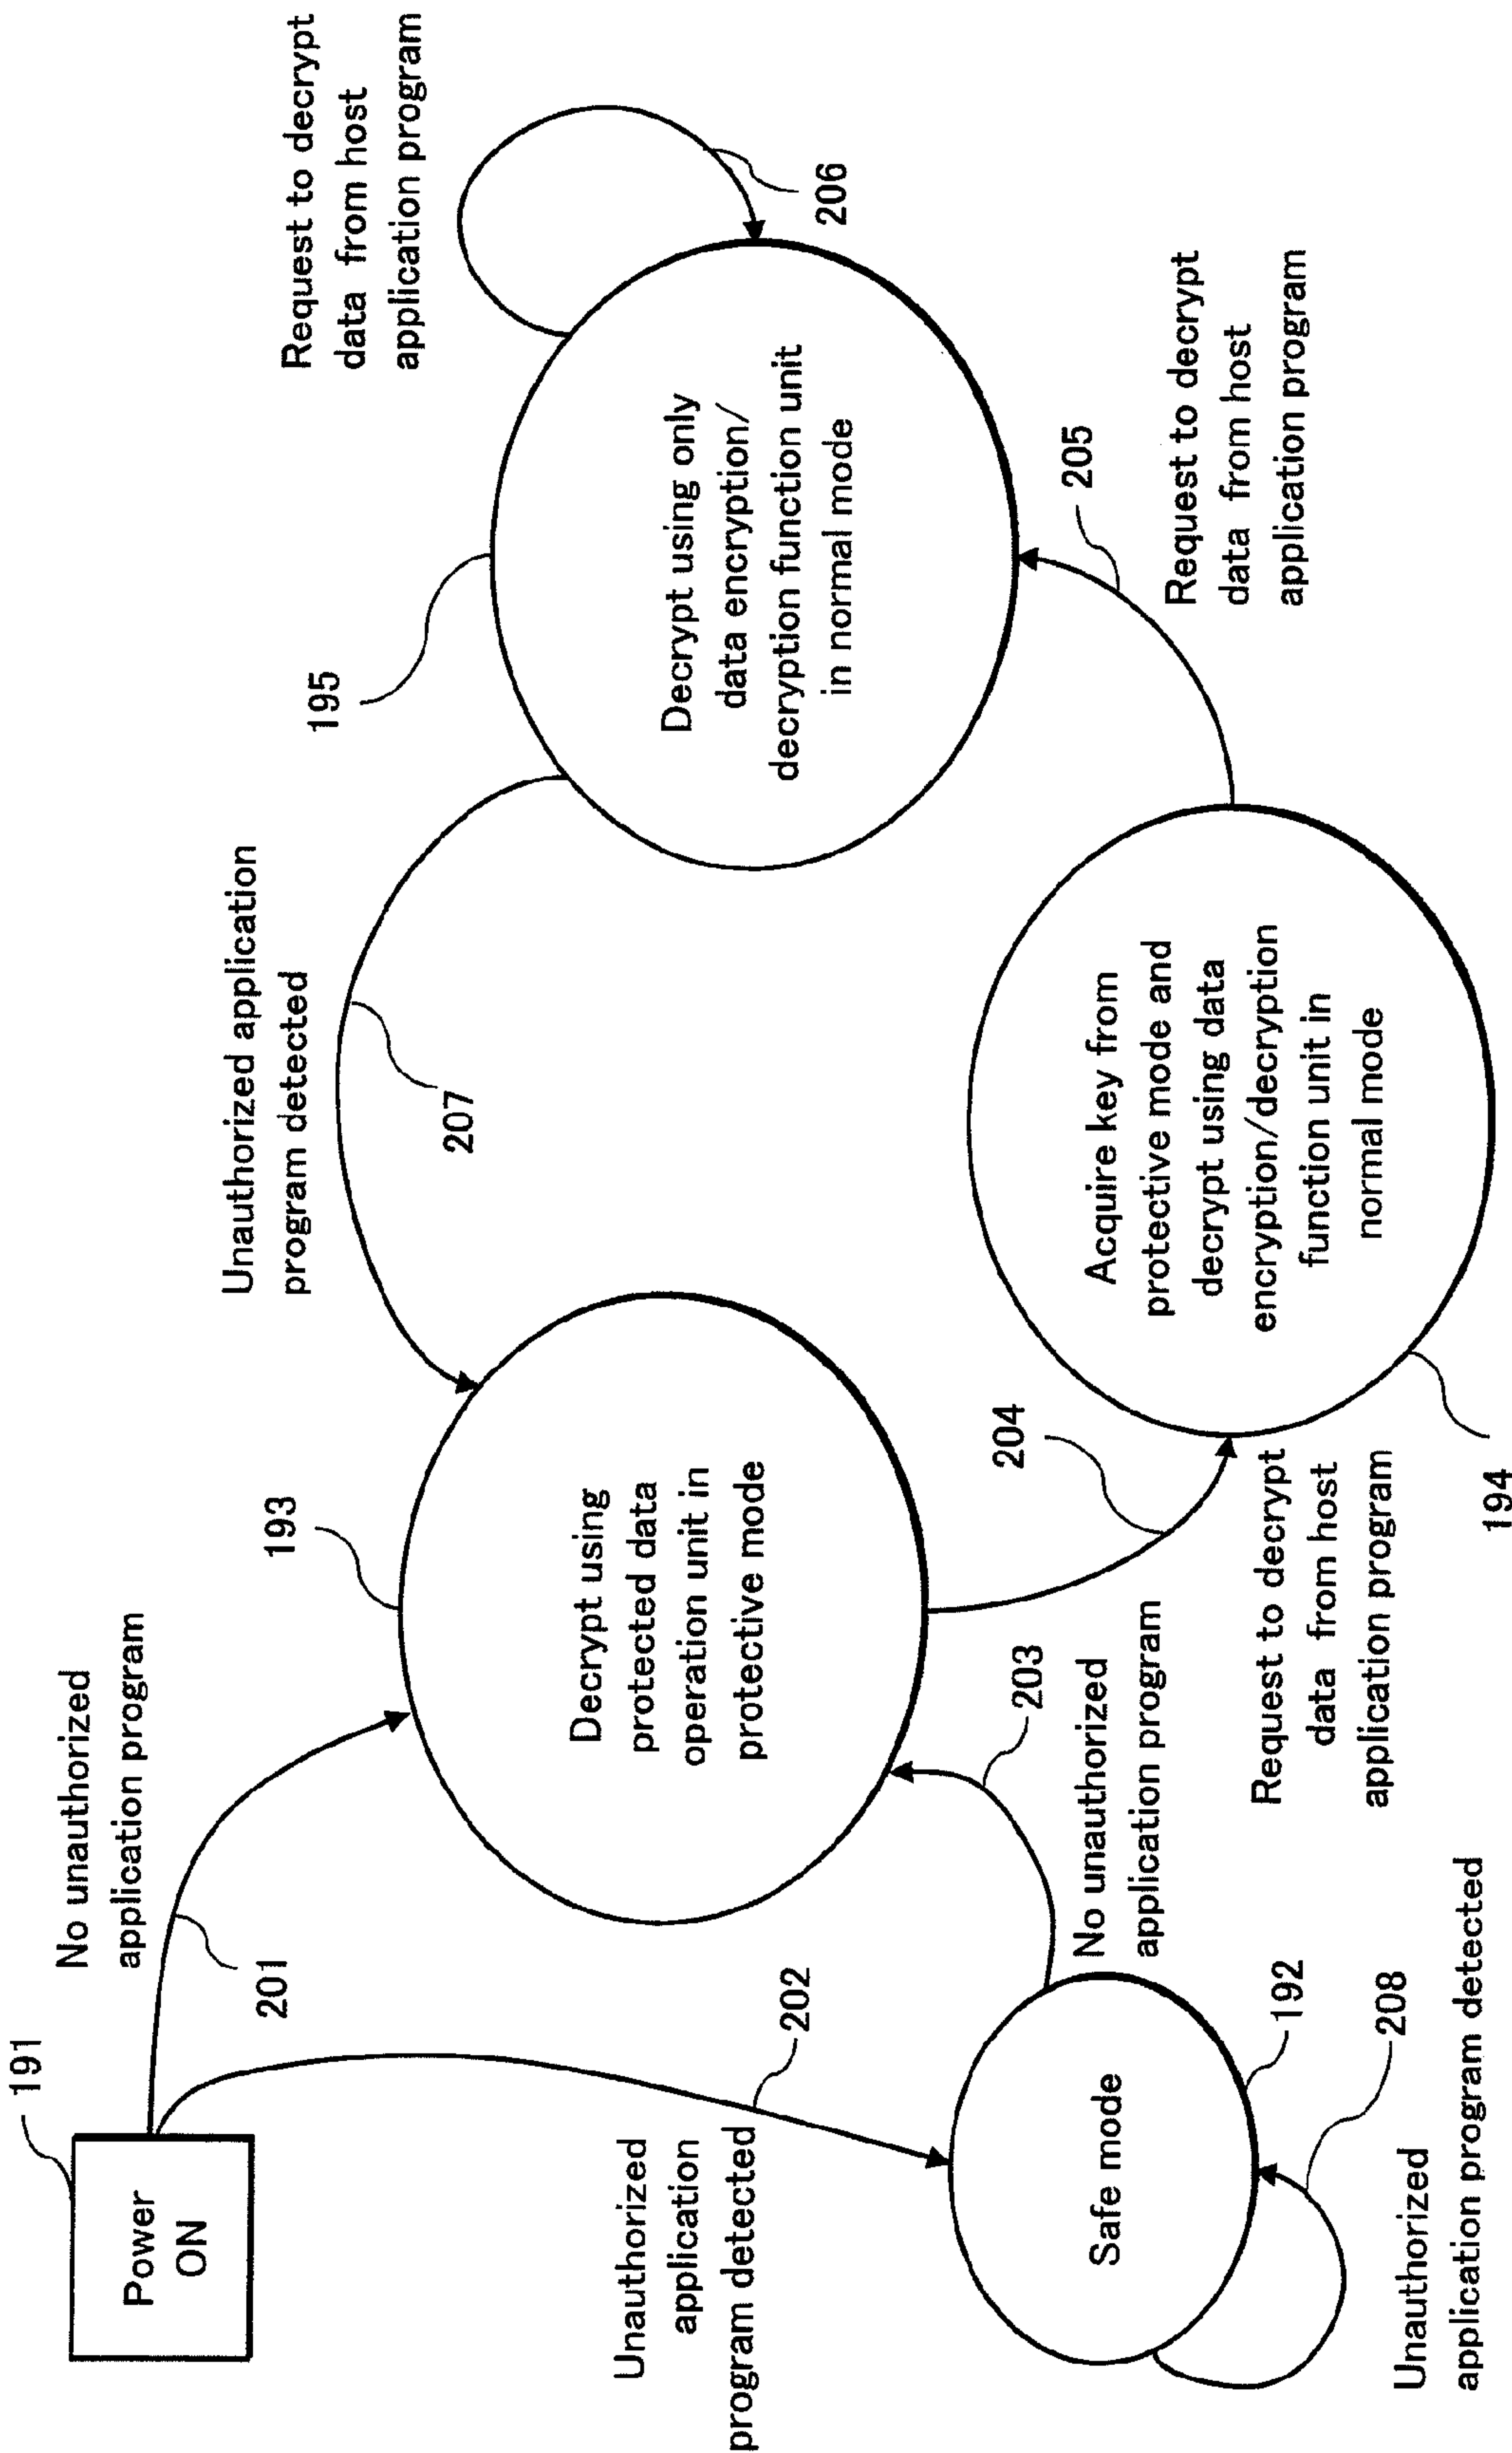 191
Power
ON
No unauthorized
application program
201
193
Decrypt using
protected data
operation unit in
protective mode
Unauthorized application
program detected
207
195
Decrypt using only
data encryption/
decryption function unit
in normal mode
Request to decrypt
data from host
application program
206
Unauthorized
application
program detected
202
Safe mode
192
208
Unauthorized
application program detected
203
No unauthorized
application program
204
Request to decrypt
data from host
application program
194
Acquire key from
protective mode and
decrypt using data
encryption/decryption
function unit in
normal mode
205
Request to decrypt
data from host
application program